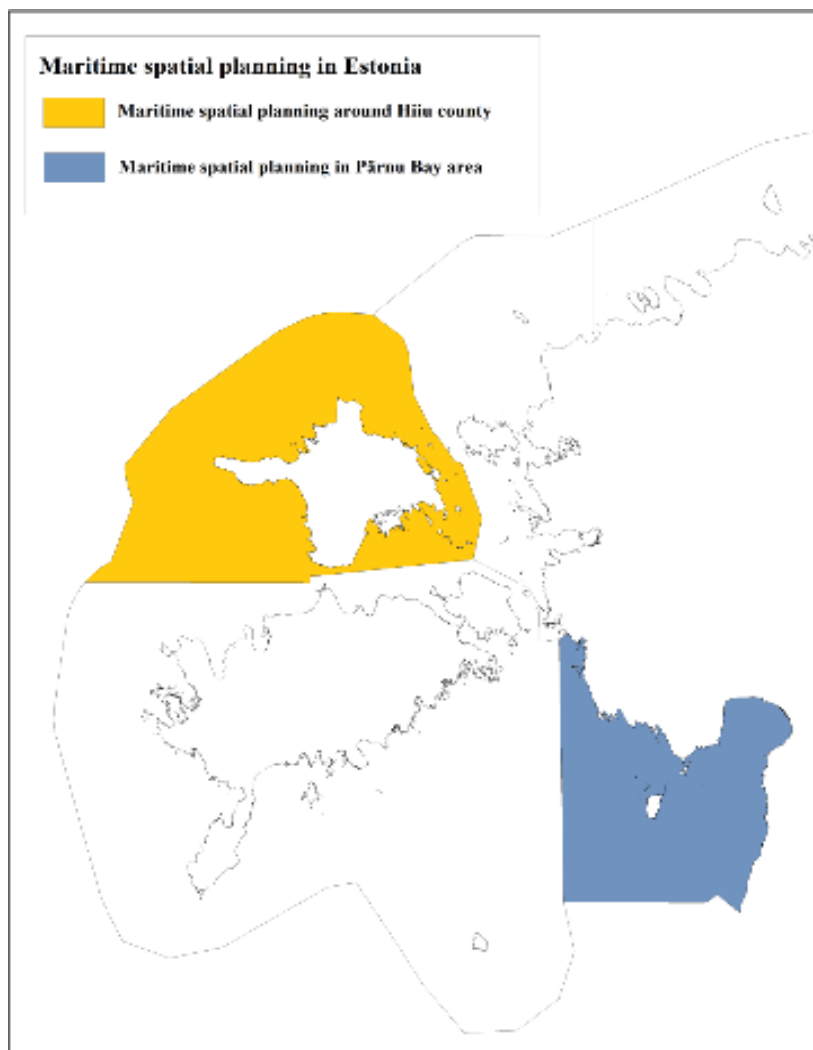 Maritime spatial planning in Estonia
Maritime spatial planning around Hiiu county
Maritime spatial planning in Pärnu Bay area